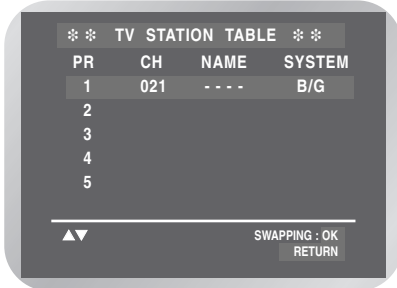 ❇ ❇ TV STATION TABLE ❇ ❇
PR CH NAME SYSTEM
1 021 - - - - B/G
2
3
4
5
▲▼ SWAPPING : OK
RETURN